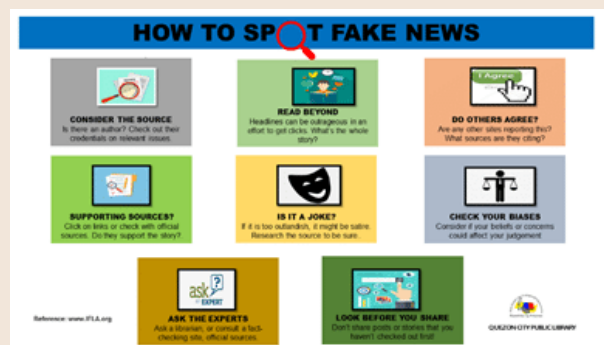 HOW TO SPOT FAKE NEWS
CONSIDER THE SOURCE
Is there an author? Check out their
credentials on relevant issues.
READ BEYOND
Headlines can be outrageous in an
effort to get clicks. What's the whole
story?
I Agree
DO OTHERS AGREE?
Are any other sites reporting this?
What sources are they citing?
SUPPORTING SOURCES?
Click on links or check with official
sources. Do they support the story?
IS IT A JOKE?
If it is too outlandish, it might be satire.
Research the source to be sure.
CHECK YOUR BIASES
Consider if your beliefs or concerns
could affect your judgement
ask
EXPERT
ASK THE EXPERTS
Ask a librarian, or consult a fact-
checking site, official sources.
LOOK BEFORE YOU SHARE
Don't share posts or stories that you
haven't checked out first!
Reference: www.IFLA.org
QUEZON CITY PUBLIC LIBRARY